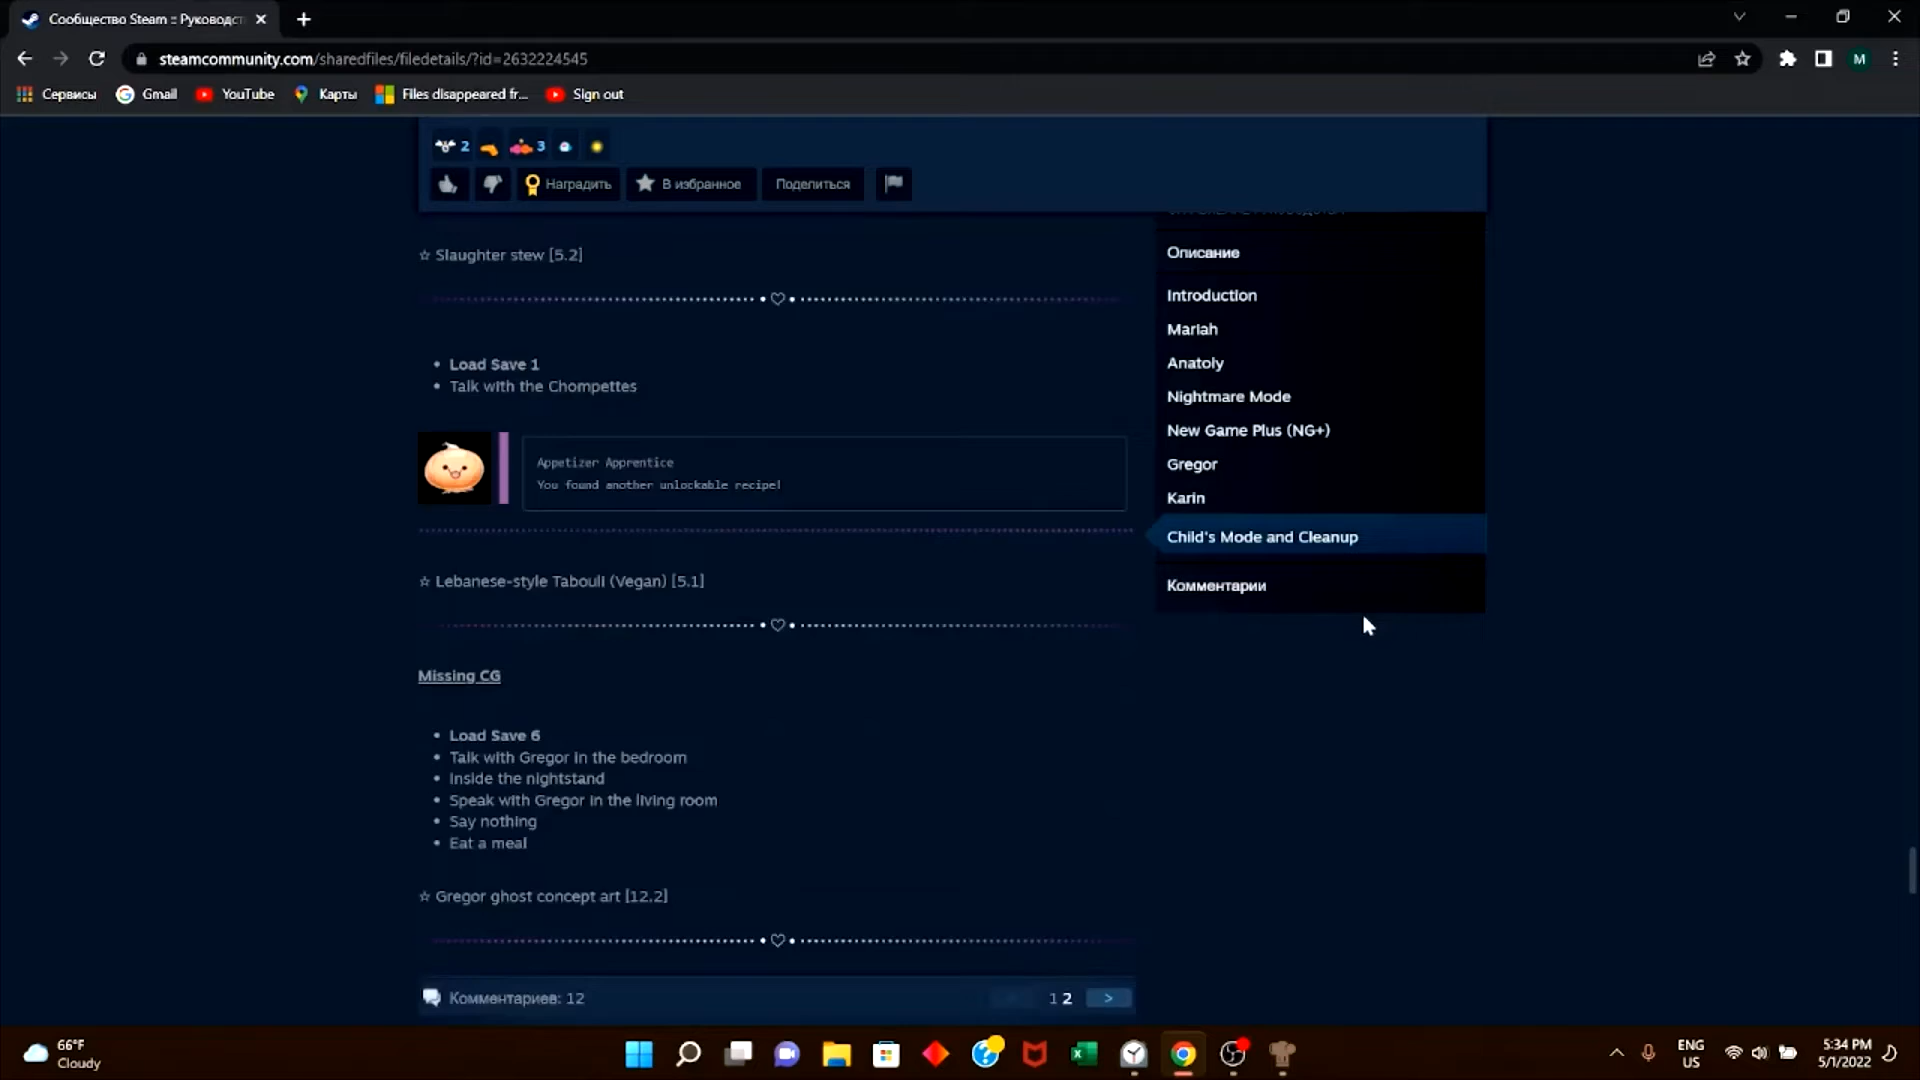 Сообщество Steam :: Руководст
steamcommunity.com/sharedfiles/filedetails/?id=2632224545
M
Сервисы
Gmail
YouTube
Карты
Files disappeared fr...
Sign out
2
3
Наградить
В избранное
Поделиться
☆ Slaughter stew [5.2]
• Load Save 1
• Talk with the Chompettes
Appetizer Apprentice
You found another unlockable recipe!
☆ Lebanese-style Tabouli (Vegan) [5.1]
Missing CG
• Load Save 6
• Talk with Gregor in the bedroom
• Inside the nightstand
• Speak with Gregor in the living room
• Say nothing
• Eat a meal
☆ Gregor ghost concept art [12.2]
Комментариев: 12
1 2 >
Описание
Introduction
Mariah
Anatoly
Nightmare Mode
New Game Plus (NG+)
Gregor
Karin
Child's Mode and Cleanup
Комментарии
66°F
Cloudy
ENG
US
5:34 PM
5/1/2022